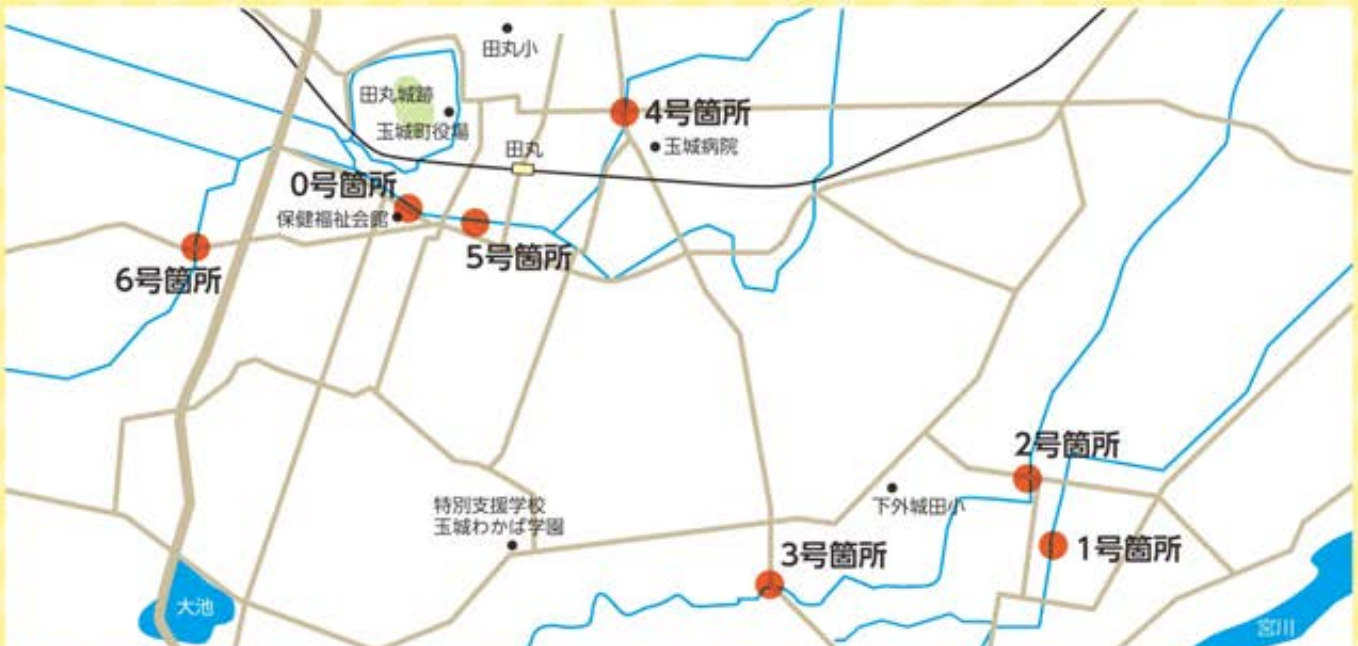 田丸小
田丸城跡
玉城町役場
4号箇所
玉城病院
田丸
0号箇所
保健福祉会館
5号箇所
6号箇所
2号箇所
下外城田小
特別支援学校
玉城わかば学園
1号箇所
3号箇所
大池
宮川